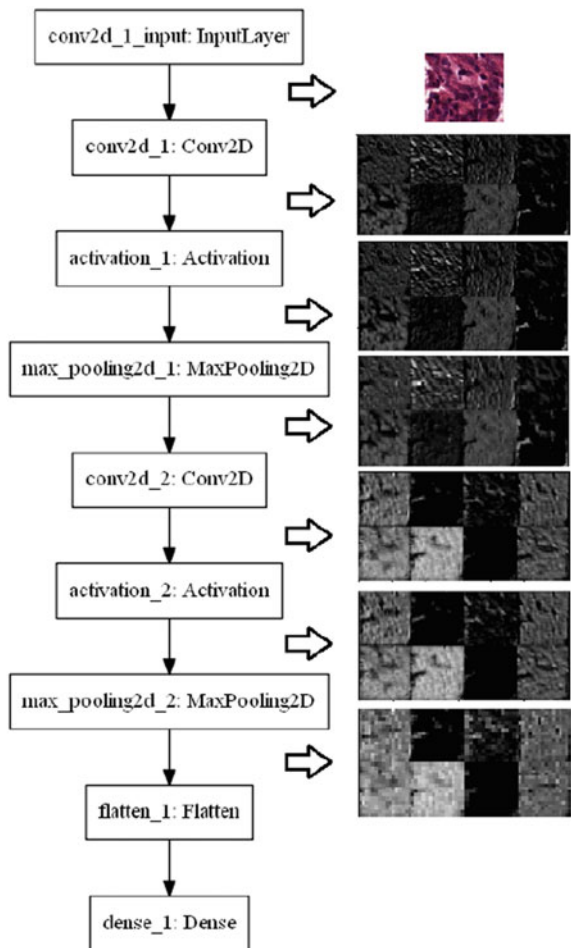 conv2d_1_input: InputLayer
conv2d_1: Conv2D
activation_1: Activation
max_pooling2d_1: MaxPooling2D
conv2d_2: Conv2D
activation_2: Activation
max_pooling2d_2: MaxPooling2D
flatten_1: Flatten
dense_1: Dense